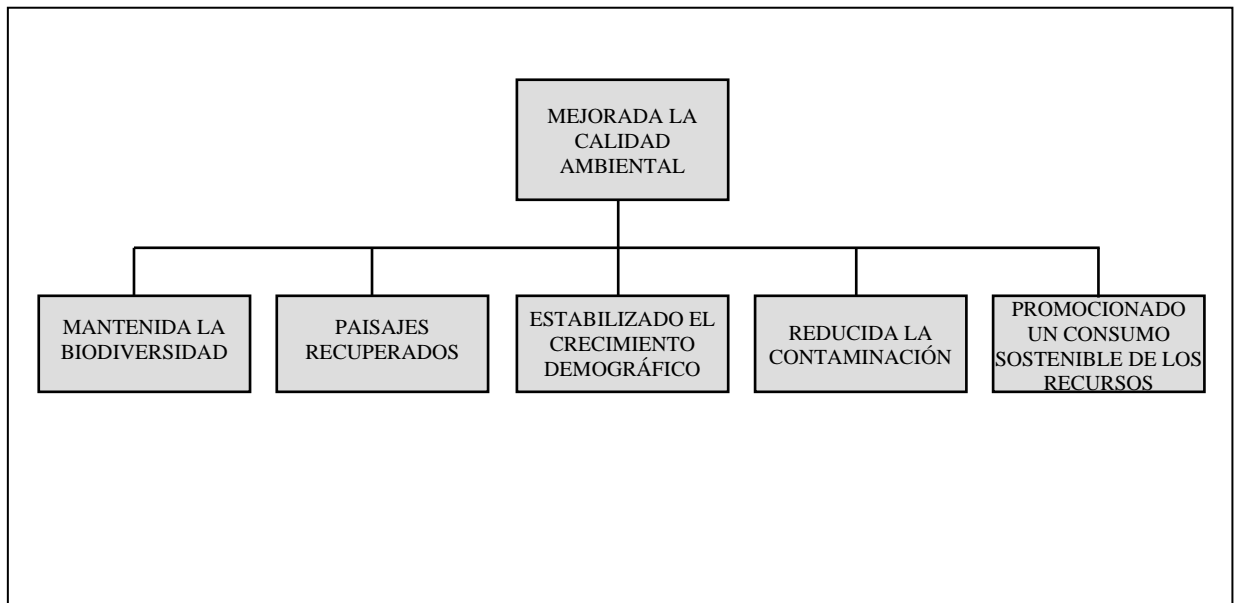 MEJORADA LA
CALIDAD
AMBIENTAL
MANTENIDA LA
BIODIVERSIDAD
PAISAJES
RECUPERADOS
ESTABILIZADO EL
CRECIMIENTO
DEMOGRÁFICO
REDUCIDA LA
CONTAMINACIÓN
PROMOCIONADO
UN CONSUMO
SOSTENIBLE DE LOS
RECURSOS